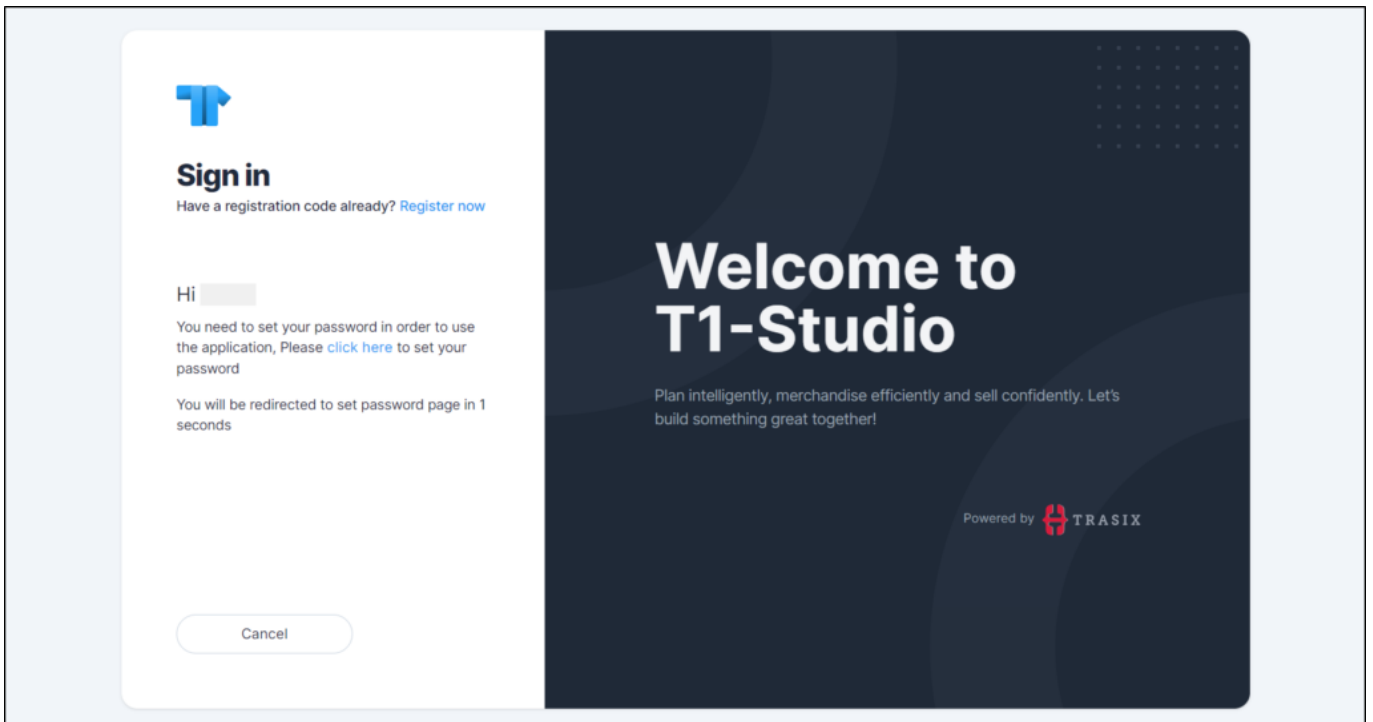 Sign in
Have a registration code already? Register now
Hi
You need to set your password in order to use
the application, Please click here to set your
password
You will be redirected to set password page in 1
seconds
Cancel
Welcome to
T1-Studio
Plan intelligently, merchandise efficiently and sell confidently. Let's
build something great together!
Powered by TRASIX